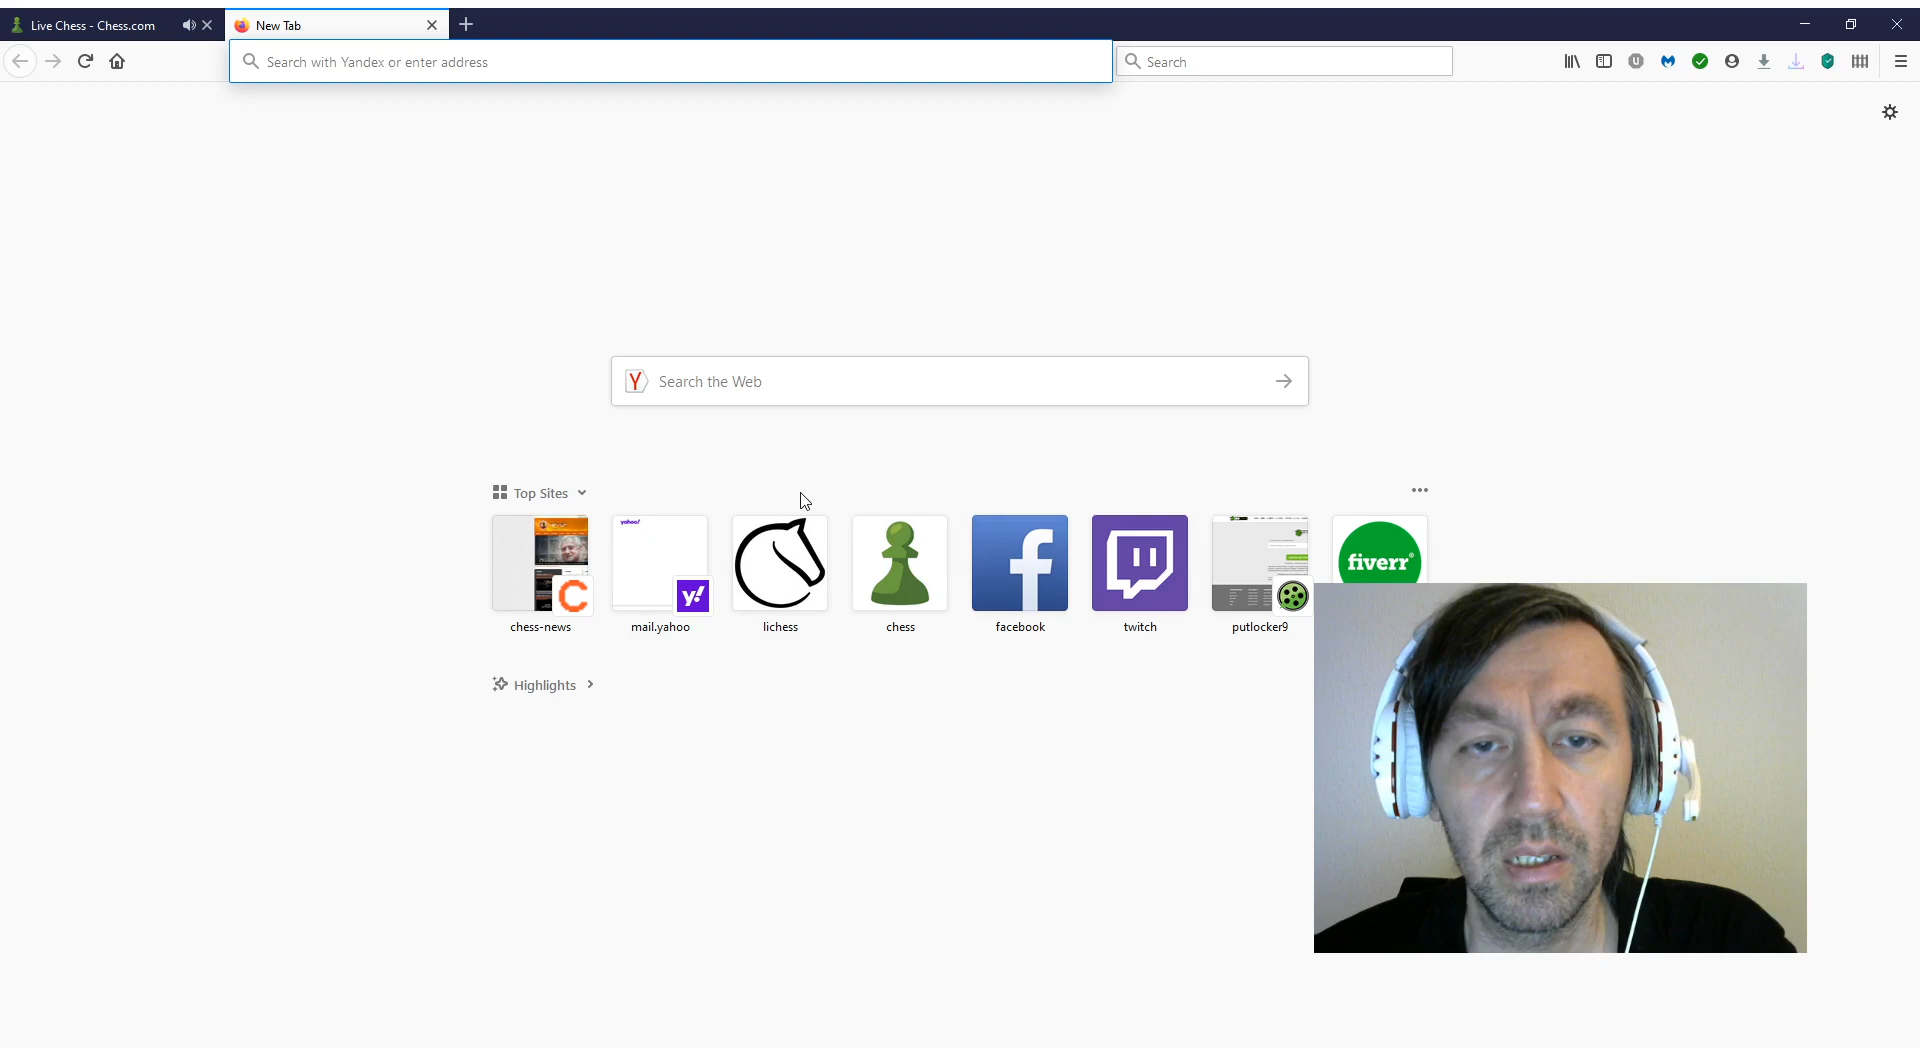 Live Chess - Chess.com
New Tab
Search with Yandex or enter address
Search
Y Search the Web
Top Sites
yahoo!
y!
fiverr
chess-news
mail.yahoo
lichess
chess
facebook
twitch
putlocker9
Highlights